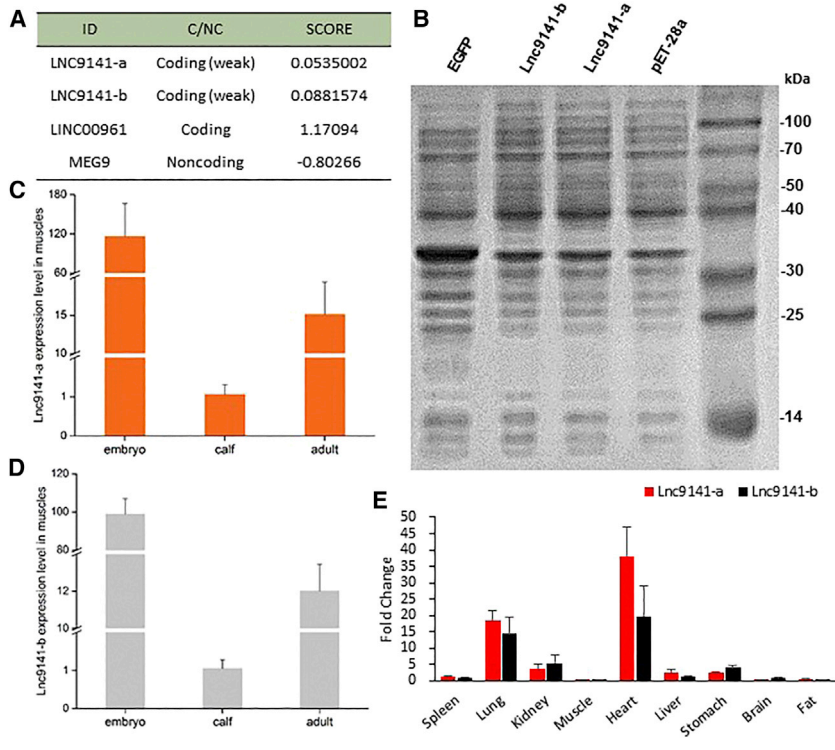 A
ID C/NC SCORE
LNC9141-a Coding (weak) 0.0535002
LNC9141-b Coding (weak) 0.0881574
LINC00961 Coding 1.17094
MEG9 Noncoding -0.80266
B
EGFP Lnc9141-b Lnc9141-a pET-28a
kDa
-100
-70
-50
-40
-30
-25
-14
C
Lnc9141-a expression level in muscles
180
120
60
15
10
1
0
embryo calf adult
D
Lnc9141-b expression level in muscles
120
100
80
12
10
1
0
embryo calf adult
E
Lnc9141-a Lnc9141-b
Fold Change
50
45
40
35
30
25
20
15
10
5
0
Spleen Lung Kidney Muscle Heart Liver Stomach Brain Fat